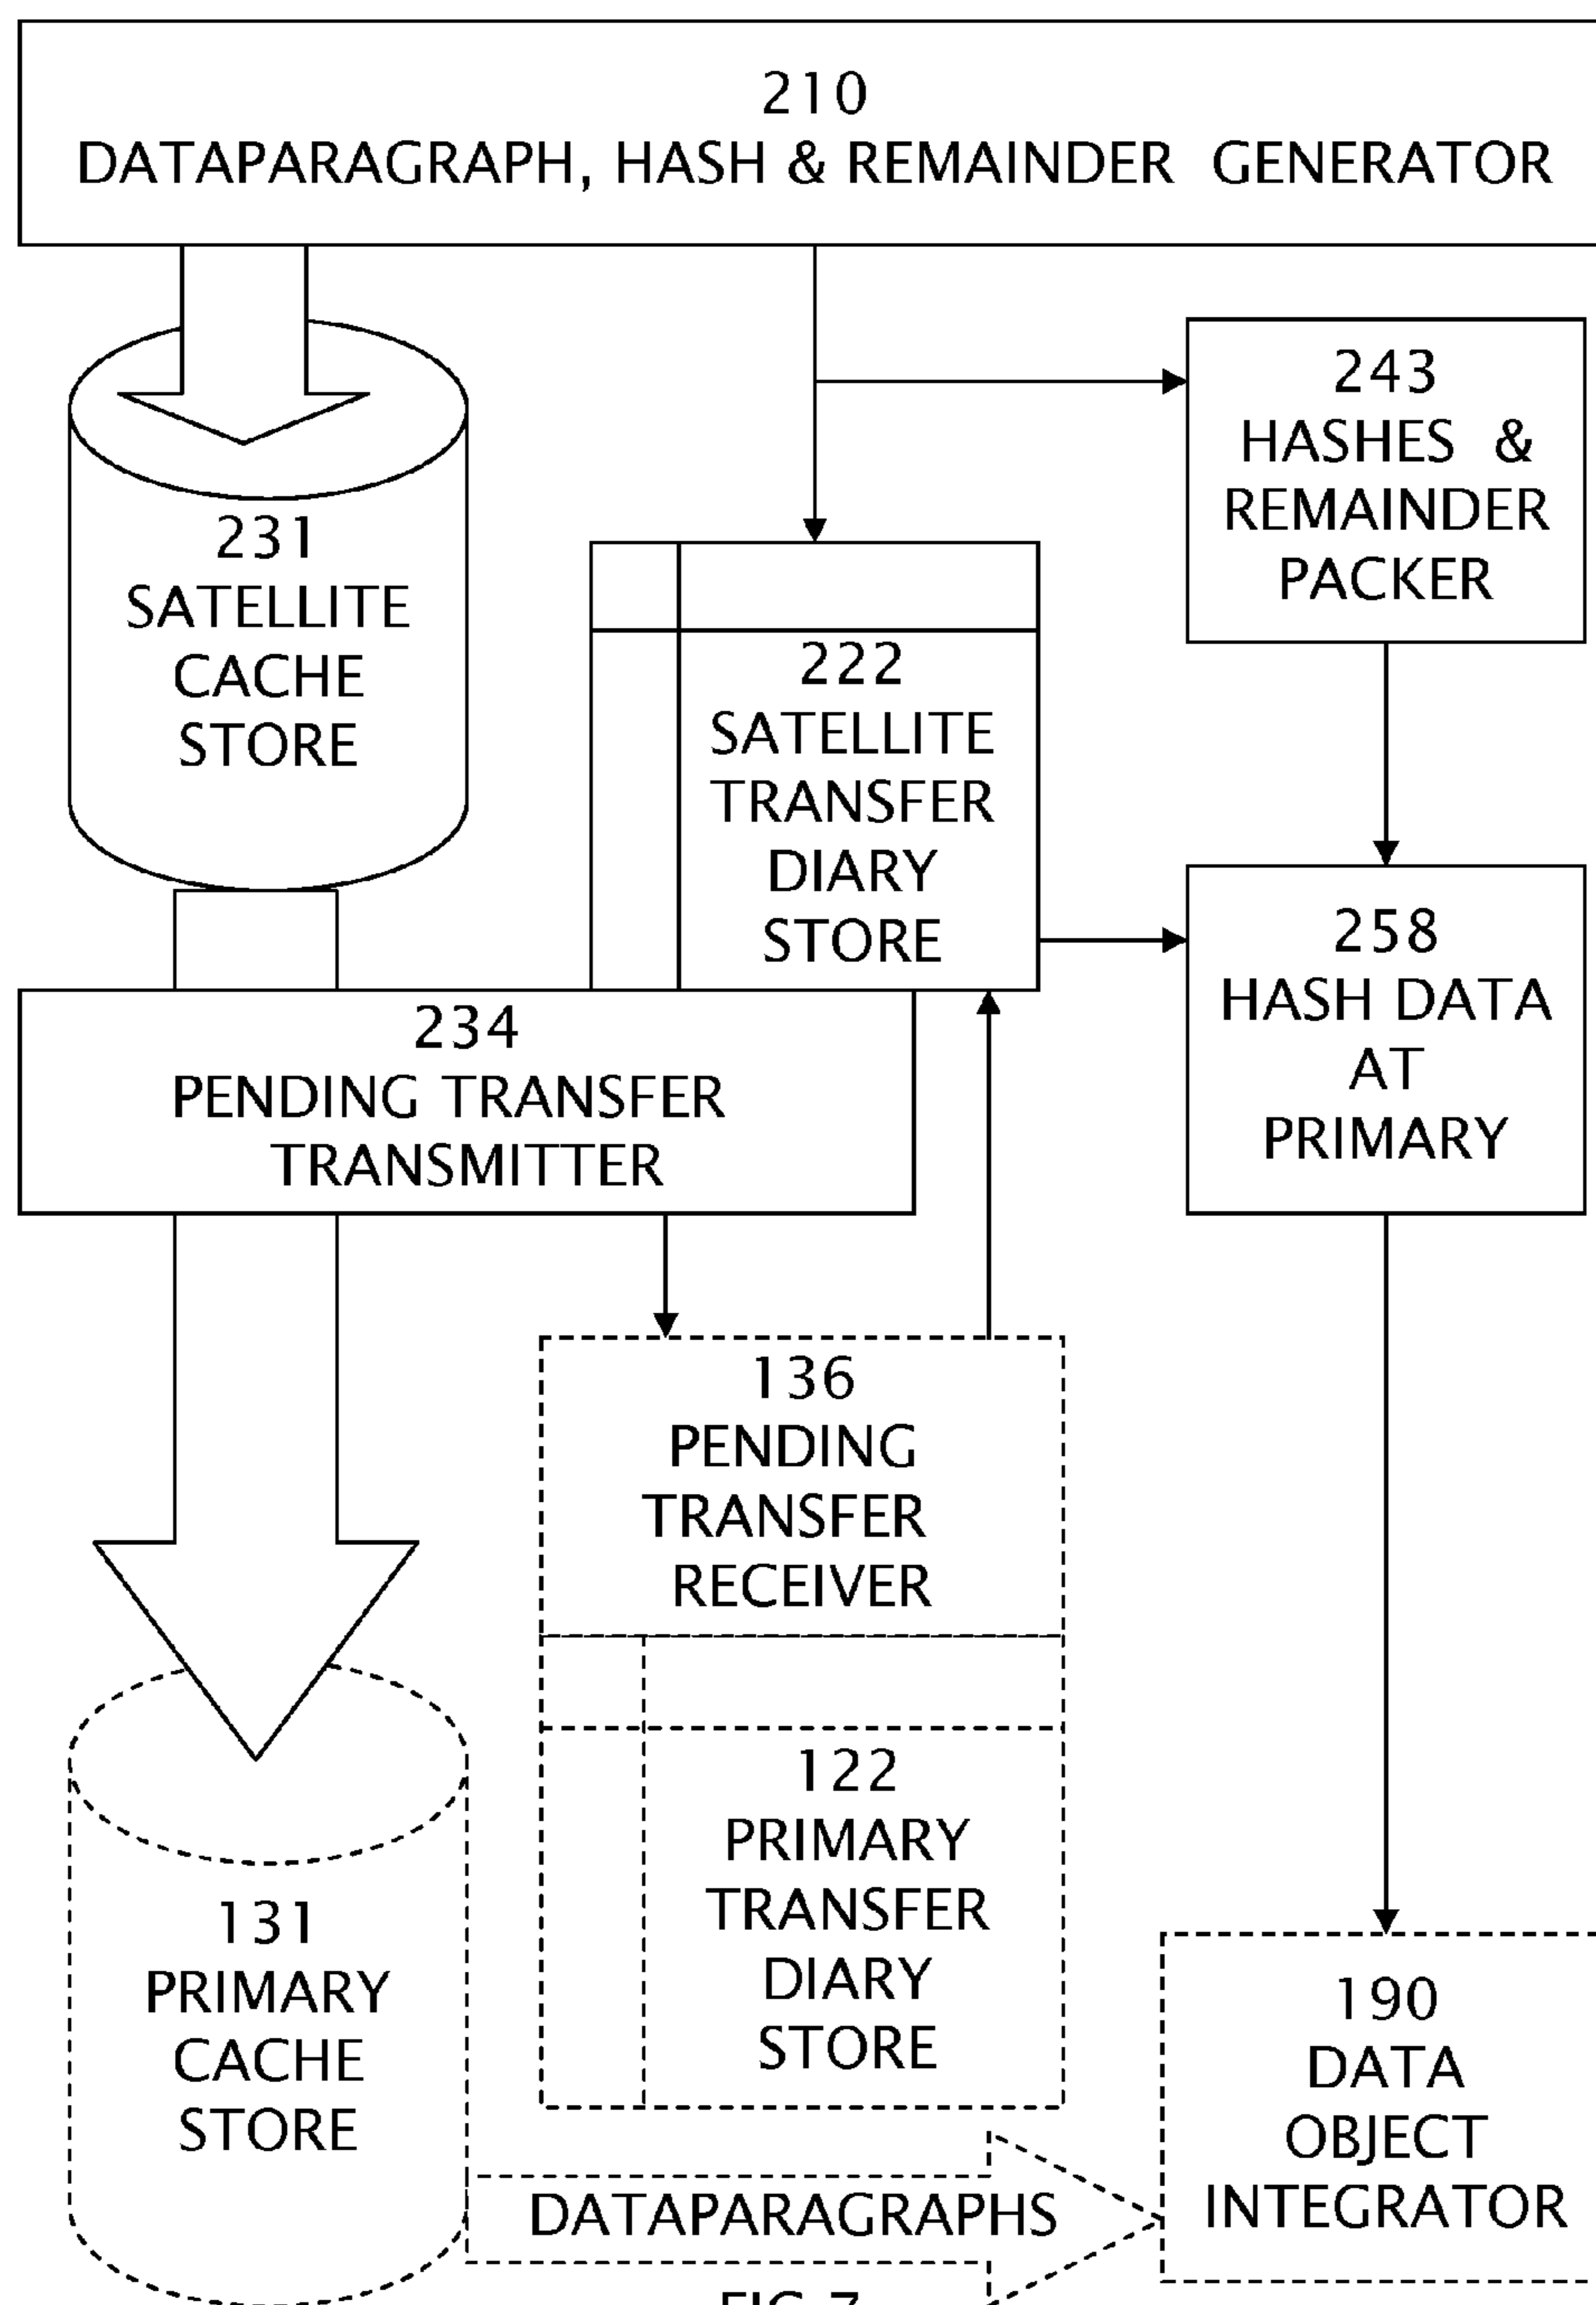 210
DATAPARAGRAPH, HASH & REMAINDER GENERATOR
243
HASHES &
REMAINDER
PACKER
231
SATELLITE
CACHE
STORE
222
SATELLITE
TRANSFER
DIARY
STORE
258
HASH DATA
AT
PRIMARY
234
PENDING TRANSFER
TRANSMITTER
136
PENDING
TRANSFER
RECEIVER
122
PRIMARY
TRANSFER
DIARY
STORE
131
PRIMARY
CACHE
STORE
190
DATA
OBJECT
INTEGRATOR
DATAPARAGRAPHS
FIG 7